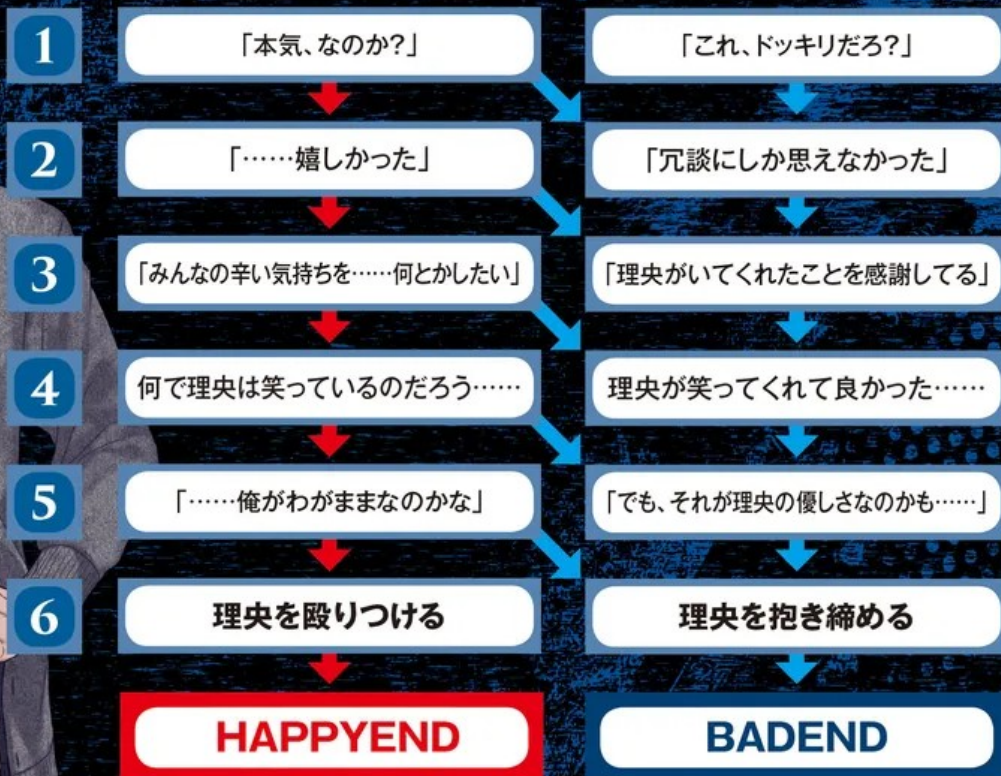 1
「本気、なのか?」
「これ、ドッキリだろ?」
2
「……嬉しかった」
「冗談にしか思えなかった」
3
「みんなの辛い気持ちを……何とかしたい」
「理央がいてくれたことを感謝してる」
4
何で理央は笑っているのだろう……
理央が笑ってくれて良かった……
5
「……俺がわがままなのかな」
「でも、それが理央の優しさなのかも……」
6
理央を殴りつける
理央を抱き締める
HAPPYEND
BADEND